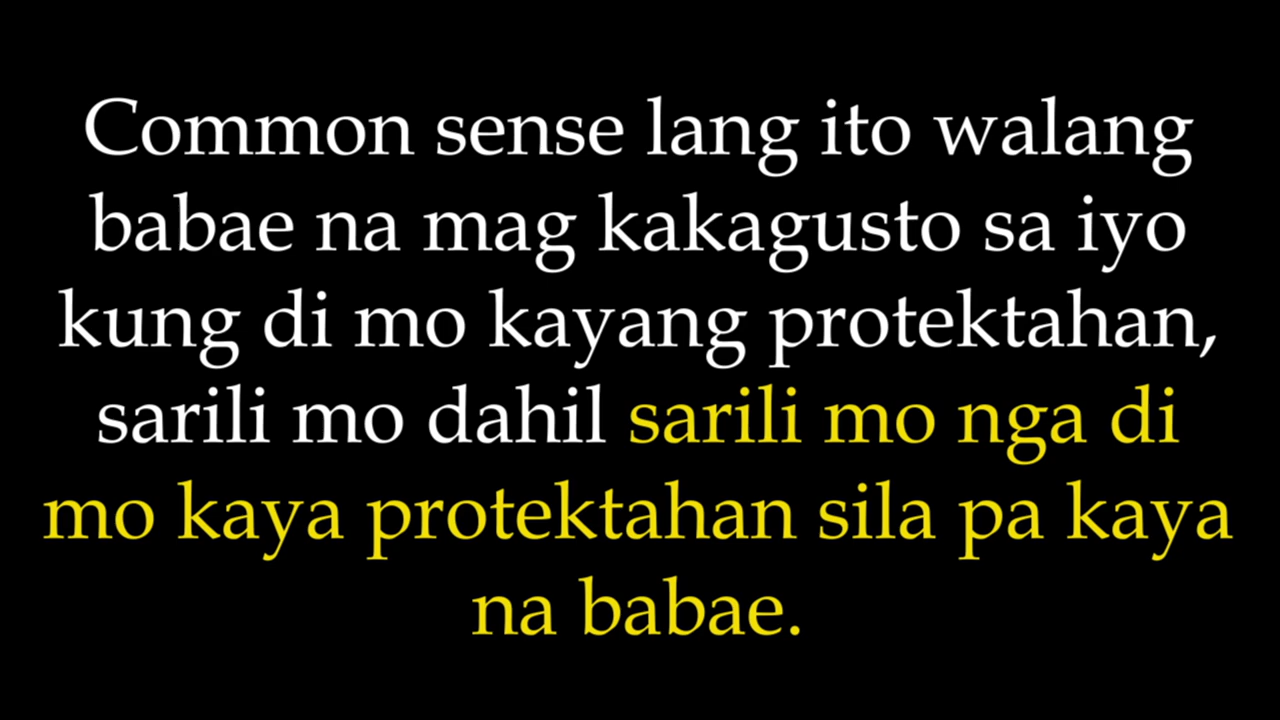 Common sense lang ito walang
babae na mag kakagusto sa iyo
kung di mo kayang protektahan,
sarili mo dahil sarili mo nga di
mo kaya protektahan sila pa kaya
na babae.